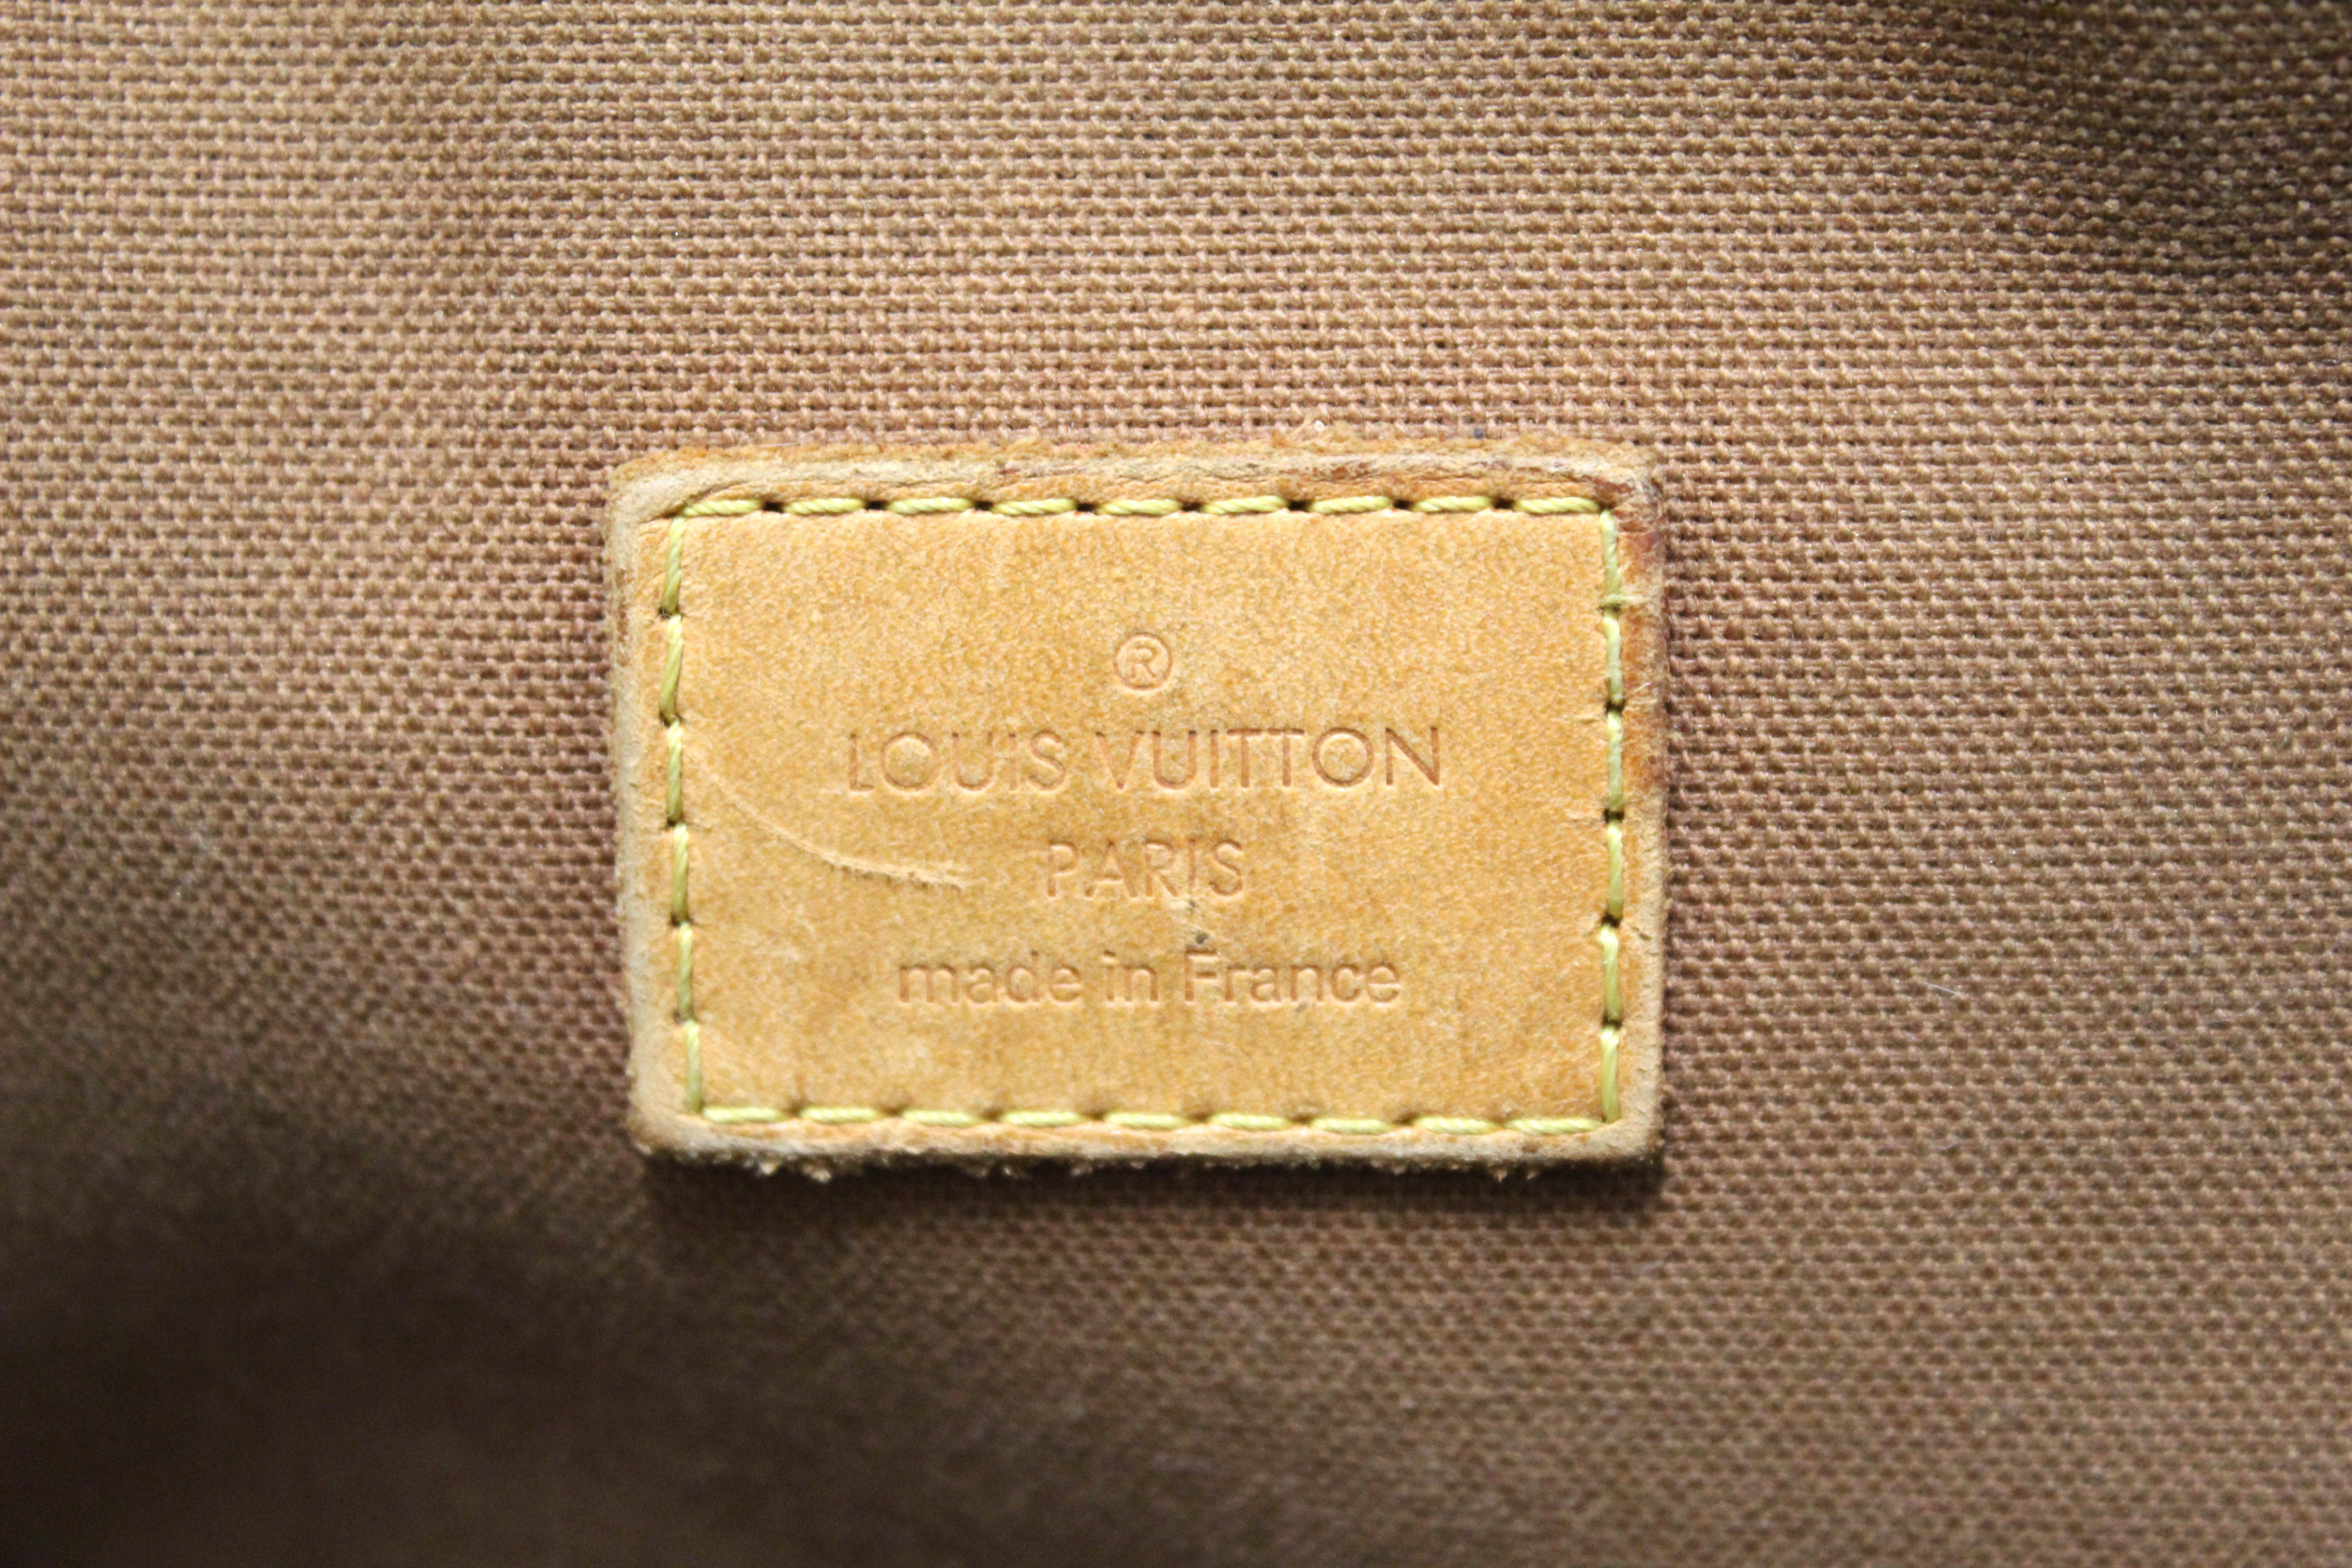 ®
LOUIS VUITTON
PARIS
made in France